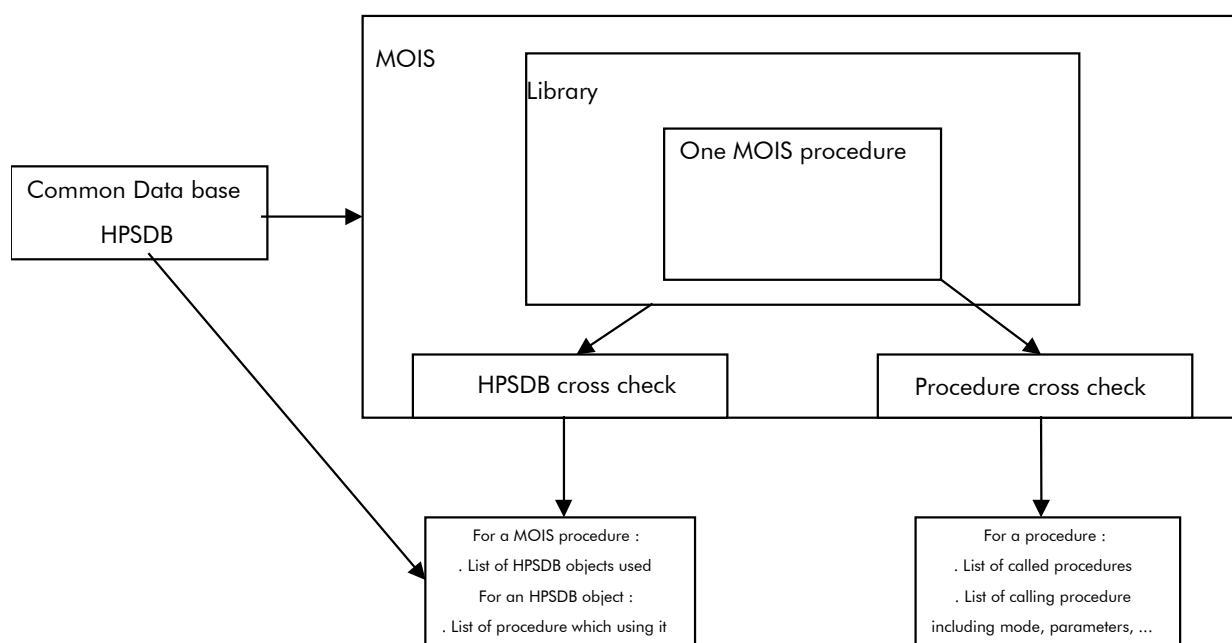 MOIS
Library
One MOIS procedure
Common Data base
HPSDB
HPSDB cross check
Procedure cross check
For a MOIS procedure :
. List of HPSDB objects used
For an HPSDB object :
. List of procedure which using it
For a procedure :
. List of called procedures
. List of calling procedure
including mode, parameters, ...